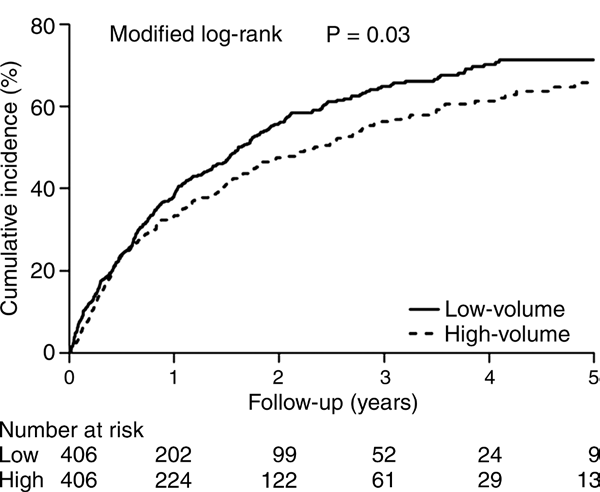 Modified log-rank P = 0.03
Cumulative incidence (%)
80
60
40
20
0
Low-volume
High-volume
0 1 2 3 4 5
Follow-up (years)
Number at risk
Low 406 202 99 52 24 9
High 406 224 122 61 29 13